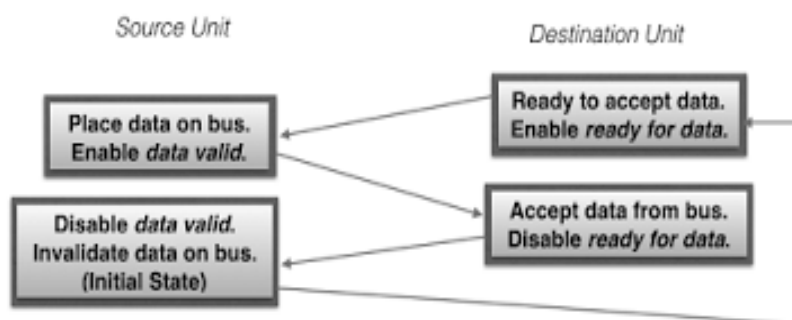 Source Unit
Destination Unit
Ready to accept data.
Enable ready for data.
Place data on bus.
Enable data valid.
Accept data from bus.
Disable ready for data.
Disable data valid.
Invalidate data on bus.
(Initial State)